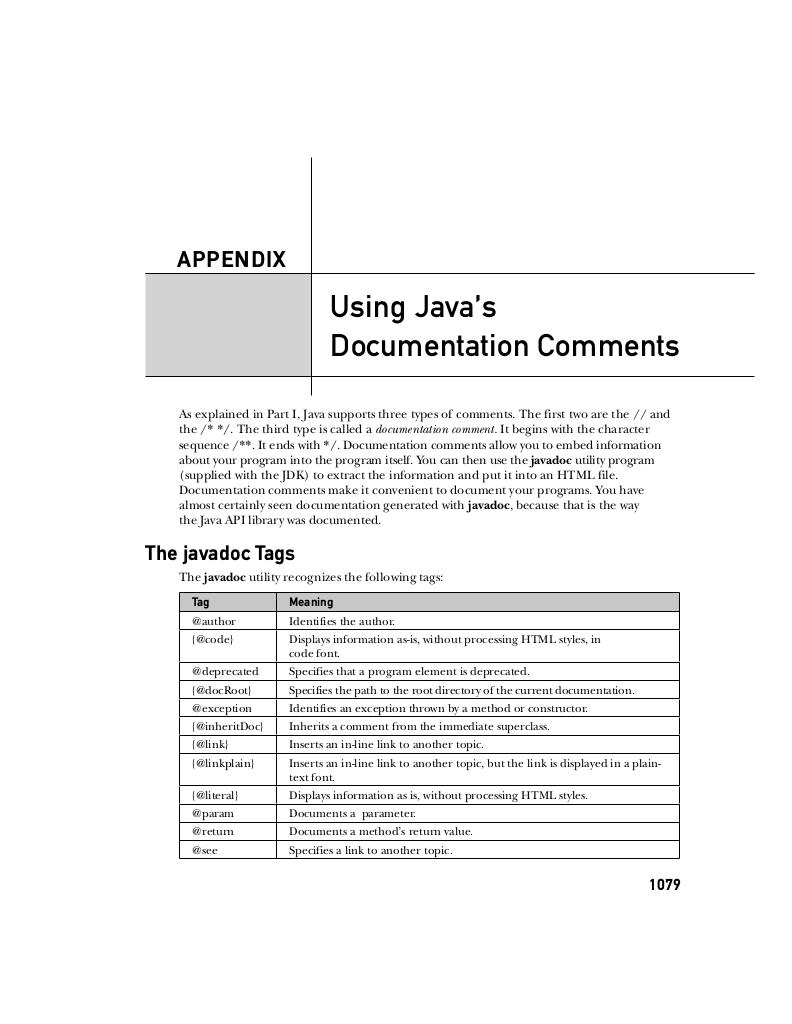 APPENDIX
Using Java’s
Documentation Comments
As explained in Part I, Java supports three types of comments. The first two are the // and
the /* */. The third type is called a documentation comment. It begins with the character
sequence /**. It ends with */. Documentation comments allow you to embed information
about your program into the program itself. You can then use the javadoc utility program
(supplied with the JDK) to extract the information and put it into an HTML file.
Documentation comments make it convenient to document your programs. You have
almost certainly seen documentation generated with javadoc, because that is the way
the Java API library was documented.
The javadoc Tags
The javadoc utility recognizes the following tags:
Tag Meaning
@author Identifies the author.
{@code} Displays information as-is, without processing HTML styles, in
code font.
@deprecated Specifies that a program element is deprecated.
{@docRoot} Specifies the path to the root directory of the current documentation.
@exception Identifies an exception thrown by a method or constructor.
{@inheritDoc} Inherits a comment from the immediate superclass.
{@link} Inserts an in-line link to another topic.
{@linkplain} Inserts an in-line link to another topic, but the link is displayed in a plain-
text font.
{@literal} Displays information as is, without processing HTML styles.
@param Documents a parameter.
@return Documents a method’s return value.
@see Specifies a link to another topic.
1079